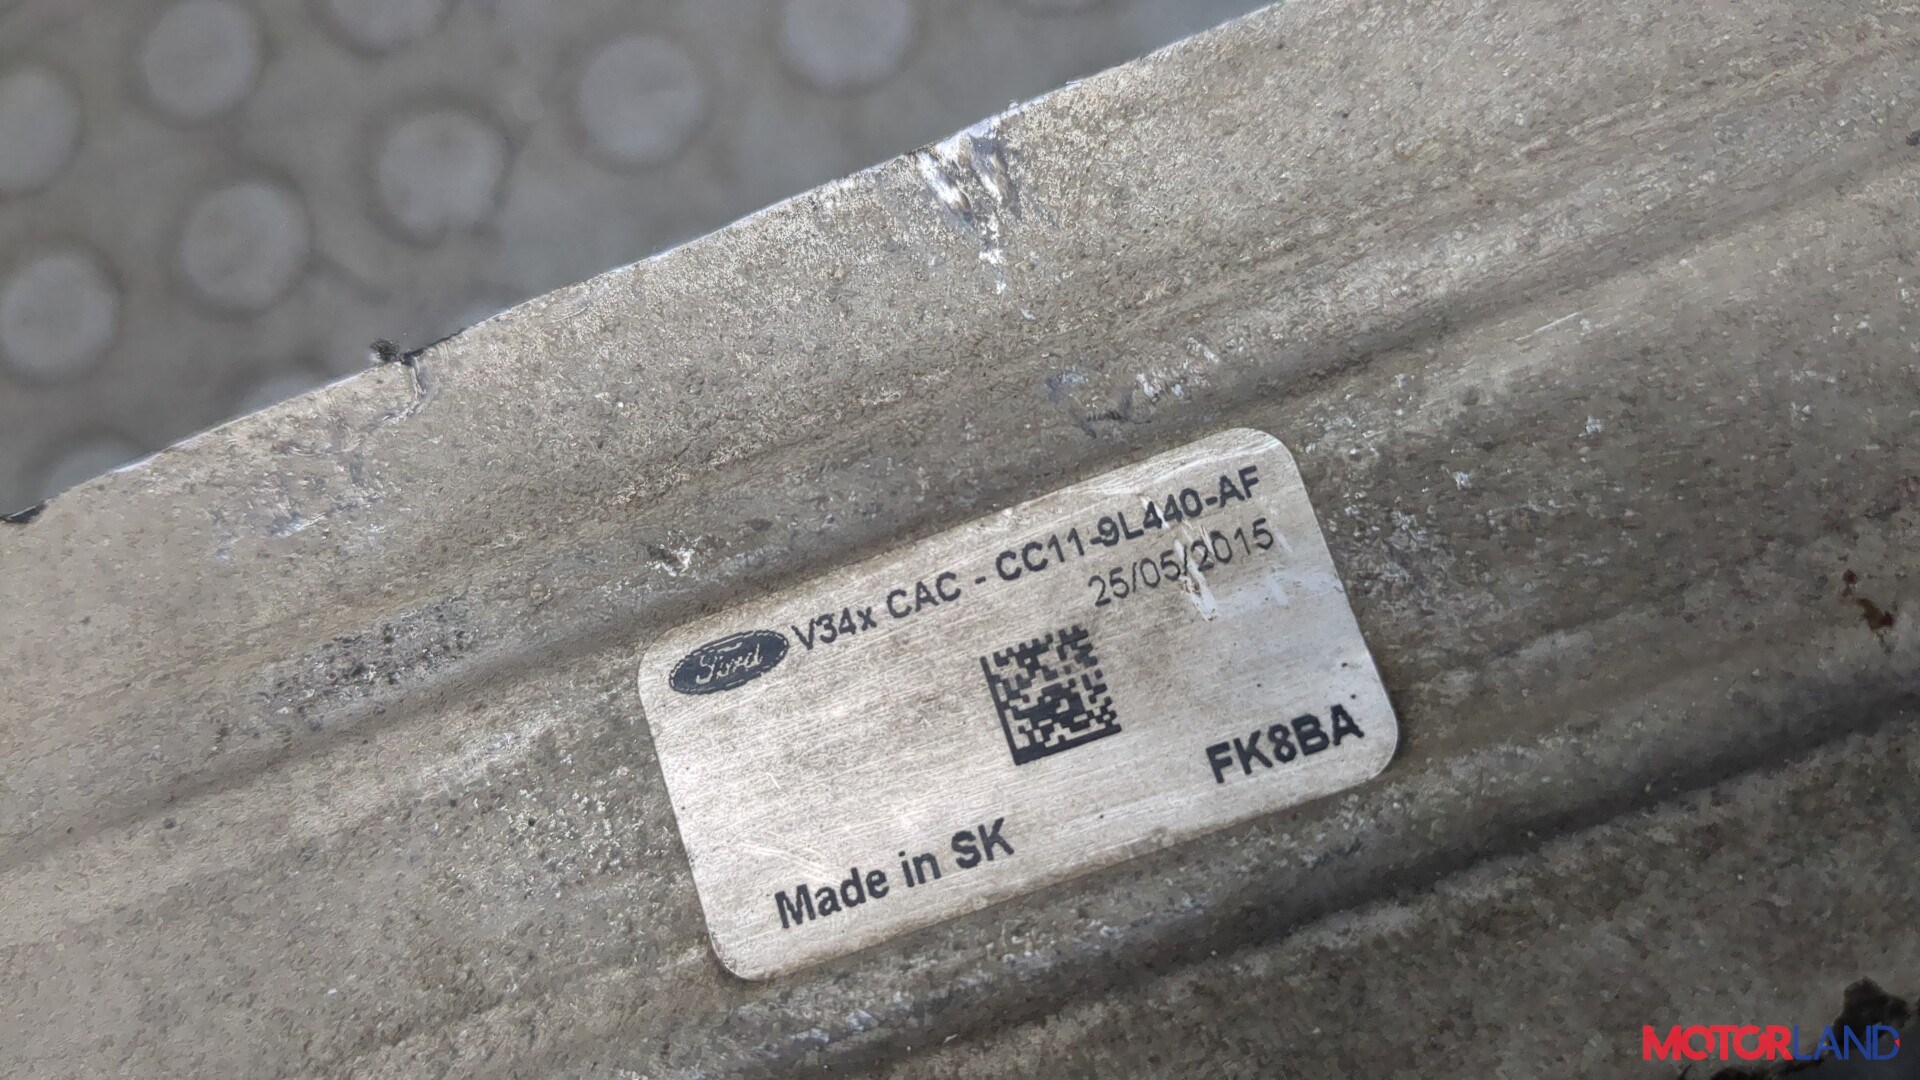 Ford V34x CAC - CC11-9L440-AF
25/05/2015
FK8BA
Made in SK
MOTORLAND